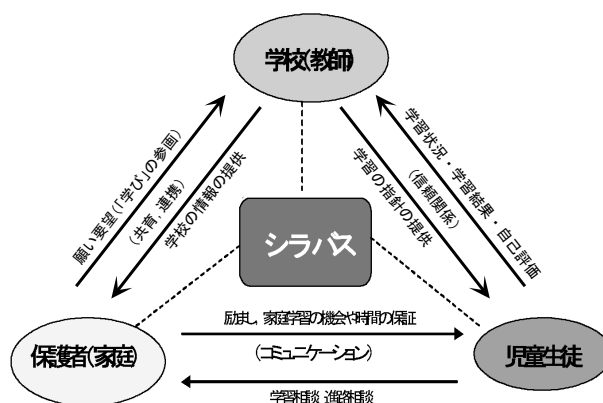 学校(教師)
願い要望(「学び」の参画)
(共育,連携)
学校の情報の提供
学習の指針の提供
(信頼関係)
学習状況・学習結果・自己評価
シラバス
励まし，家庭学習の機会や時間の保証
(コミュニケーション)
学習相談,進路相談
保護者(家庭)
児童生徒